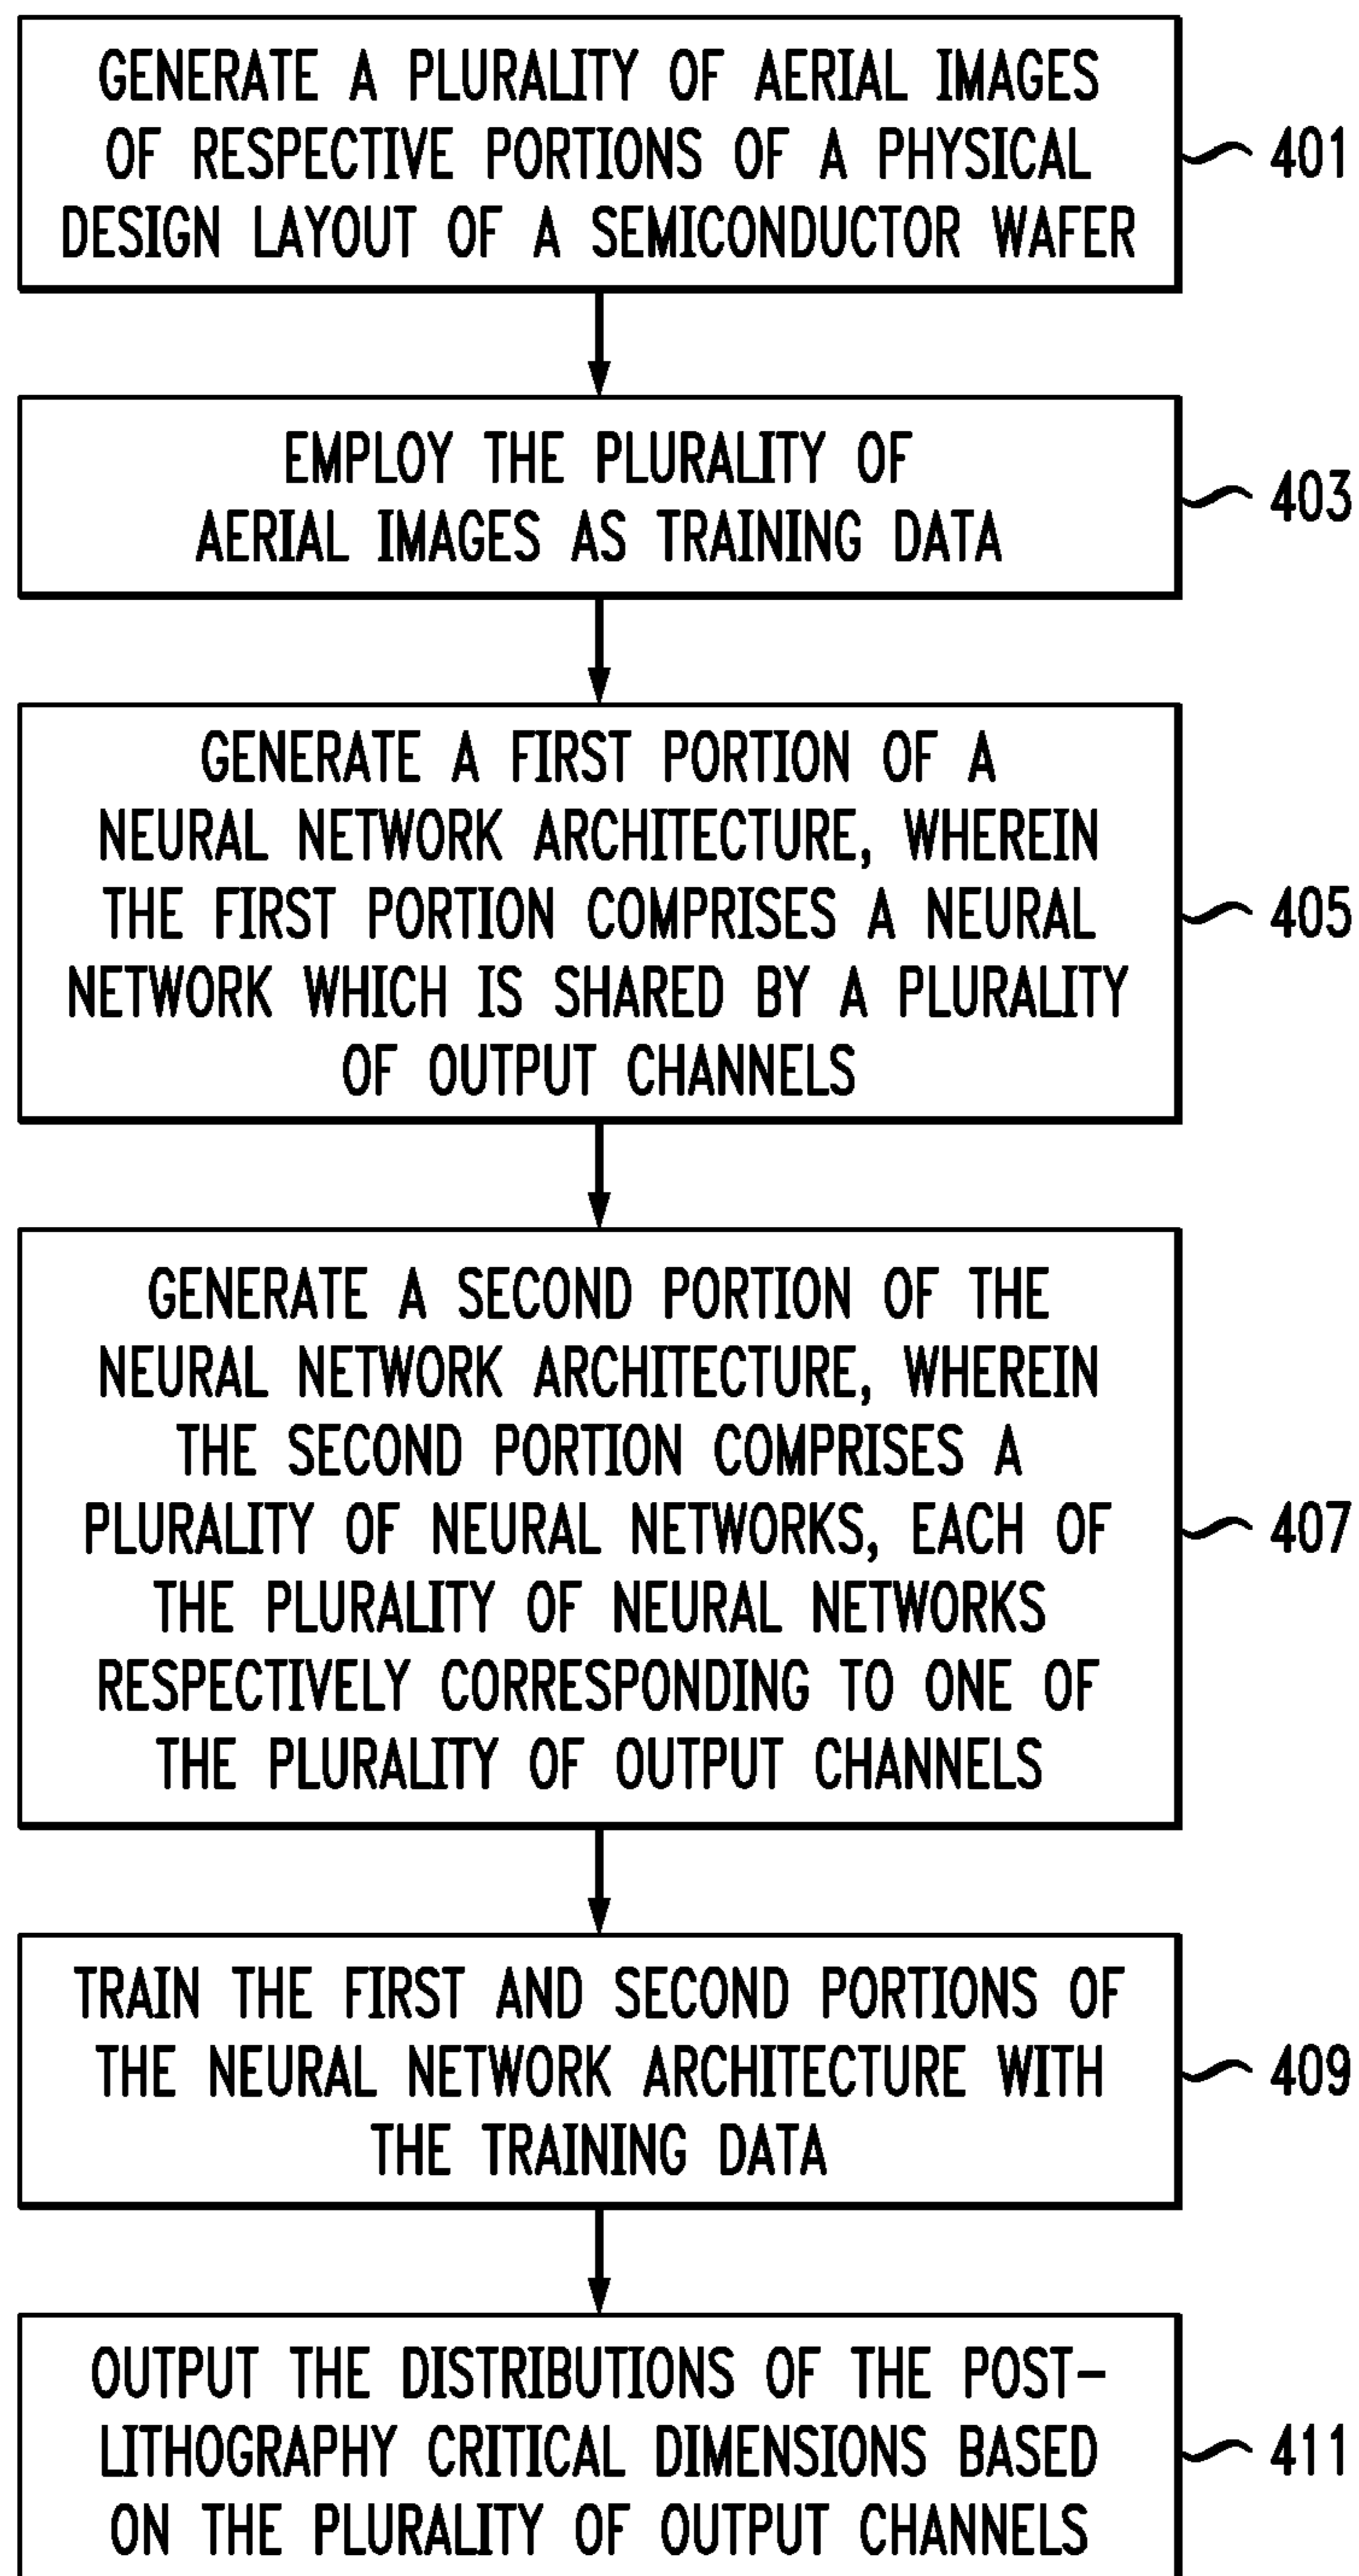 GENERATE A PLURALITY OF AERIAL IMAGES
OF RESPECTIVE PORTIONS OF A PHYSICAL
DESIGN LAYOUT OF A SEMICONDUCTOR WAFER
401
EMPLOY THE PLURALITY OF
AERIAL IMAGES AS TRAINING DATA
403
GENERATE A FIRST PORTION OF A
NEURAL NETWORK ARCHITECTURE, WHEREIN
THE FIRST PORTION COMPRISES A NEURAL
NETWORK WHICH IS SHARED BY A PLURALITY
OF OUTPUT CHANNELS
405
GENERATE A SECOND PORTION OF THE
NEURAL NETWORK ARCHITECTURE, WHEREIN
THE SECOND PORTION COMPRISES A
PLURALITY OF NEURAL NETWORKS, EACH OF
THE PLURALITY OF NEURAL NETWORKS
RESPECTIVELY CORRESPONDING TO ONE OF
THE PLURALITY OF OUTPUT CHANNELS
407
TRAIN THE FIRST AND SECOND PORTIONS OF
THE NEURAL NETWORK ARCHITECTURE WITH
THE TRAINING DATA
409
OUTPUT THE DISTRIBUTIONS OF THE POST-
LITHOGRAPHY CRITICAL DIMENSIONS BASED
ON THE PLURALITY OF OUTPUT CHANNELS
411